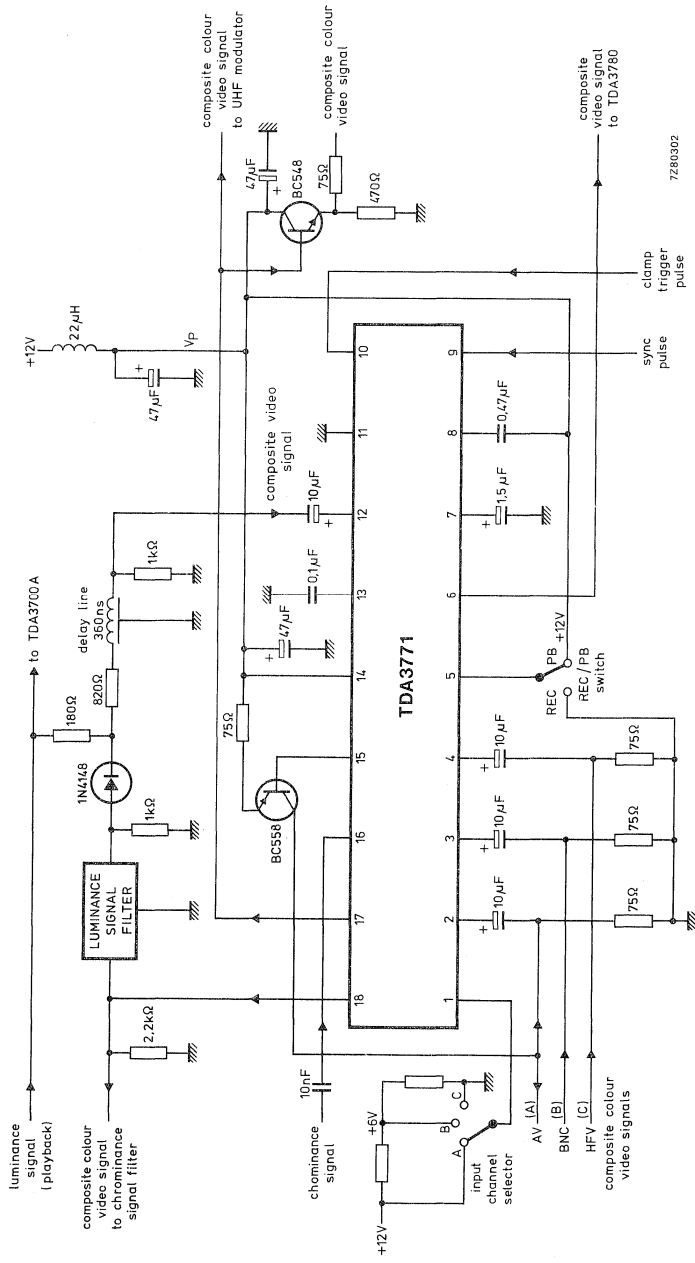 luminance
signal
(playback)
to TDA3700A
composite colour
video signal
to chrominance
signal filter
2,2kΩ
LUMINANCE
SIGNAL
FILTER
1kΩ
1N4148
180Ω
820Ω
delay line
360ns
1kΩ
composite video
signal
+12V
22μH
+
47μF
VP
composite colour
video signal
to UHF modulator
47μF
+
BC548
75Ω
composite colour
video signal
470Ω
chominance
signal
10nF
BC558
75Ω
+
47μF
0,1μF
10μF
+
18
17
16
15
14
13
12
11
10
TDA3771
1
2
3
4
5
6
7
8
9
+12V
+6V
A
B
C
input
channel
selector
+
10μF
+
10μF
+
10μF
75Ω
75Ω
75Ω
AV (A)
BNC (B)
HFV (C)
composite colour
video signals
REC
PB
+12V
REC/PB
switch
+
1,5μF
0,47μF
sync
pulse
clamp
trigger
pulse
composite
video signal
to TDA3780
7Z80302